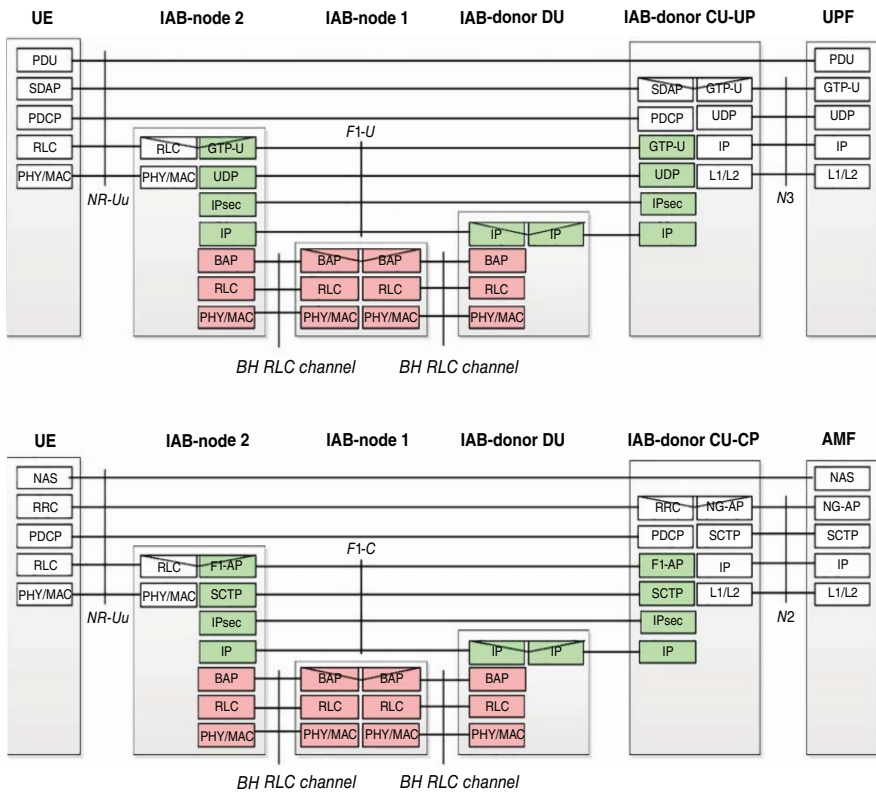 UE IAB-node 2 IAB-node 1 IAB-donor DU IAB-donor CU-UP UPF
PDU PDU
SDAP SDAP GTP-U GTP-U
PDCP PDCP UDP UDP
F1-U
RLC RLC GTP-U GTP-U IP IP
PHY/MAC PHY/MAC UDP UDP L1/L2 L1/L2
NR-Uu N3
IPsec IPsec
IP IP IP IP
BAP BAP BAP BAP
RLC RLC RLC RLC
PHY/MAC PHY/MAC PHY/MAC PHY/MAC
BH RLC channel BH RLC channel
UE IAB-node 2 IAB-node 1 IAB-donor DU IAB-donor CU-CP AMF
NAS NAS
RRC RRC NG-AP NG-AP
PDCP PDCP SCTP SCTP
F1-C
RLC RLC F1-AP F1-AP IP IP
PHY/MAC PHY/MAC SCTP SCTP L1/L2 L1/L2
NR-Uu N2
IPsec IPsec
IP IP IP IP
BAP BAP BAP BAP
RLC RLC RLC RLC
PHY/MAC PHY/MAC PHY/MAC PHY/MAC
BH RLC channel BH RLC channel